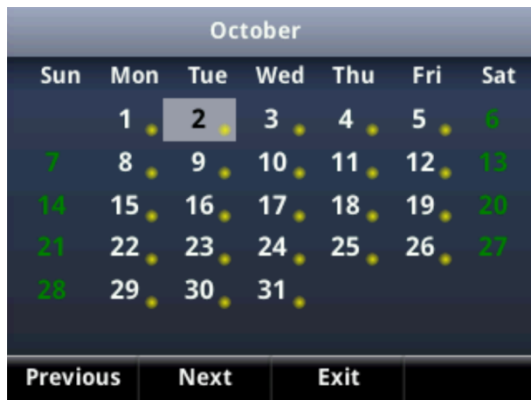 October
Sun Mon Tue Wed Thu Fri Sat
1 2 3 4 5 6
7 8 9 10 11 12 13
14 15 16 17 18 19 20
21 22 23 24 25 26 27
28 29 30 31
Previous Next Exit